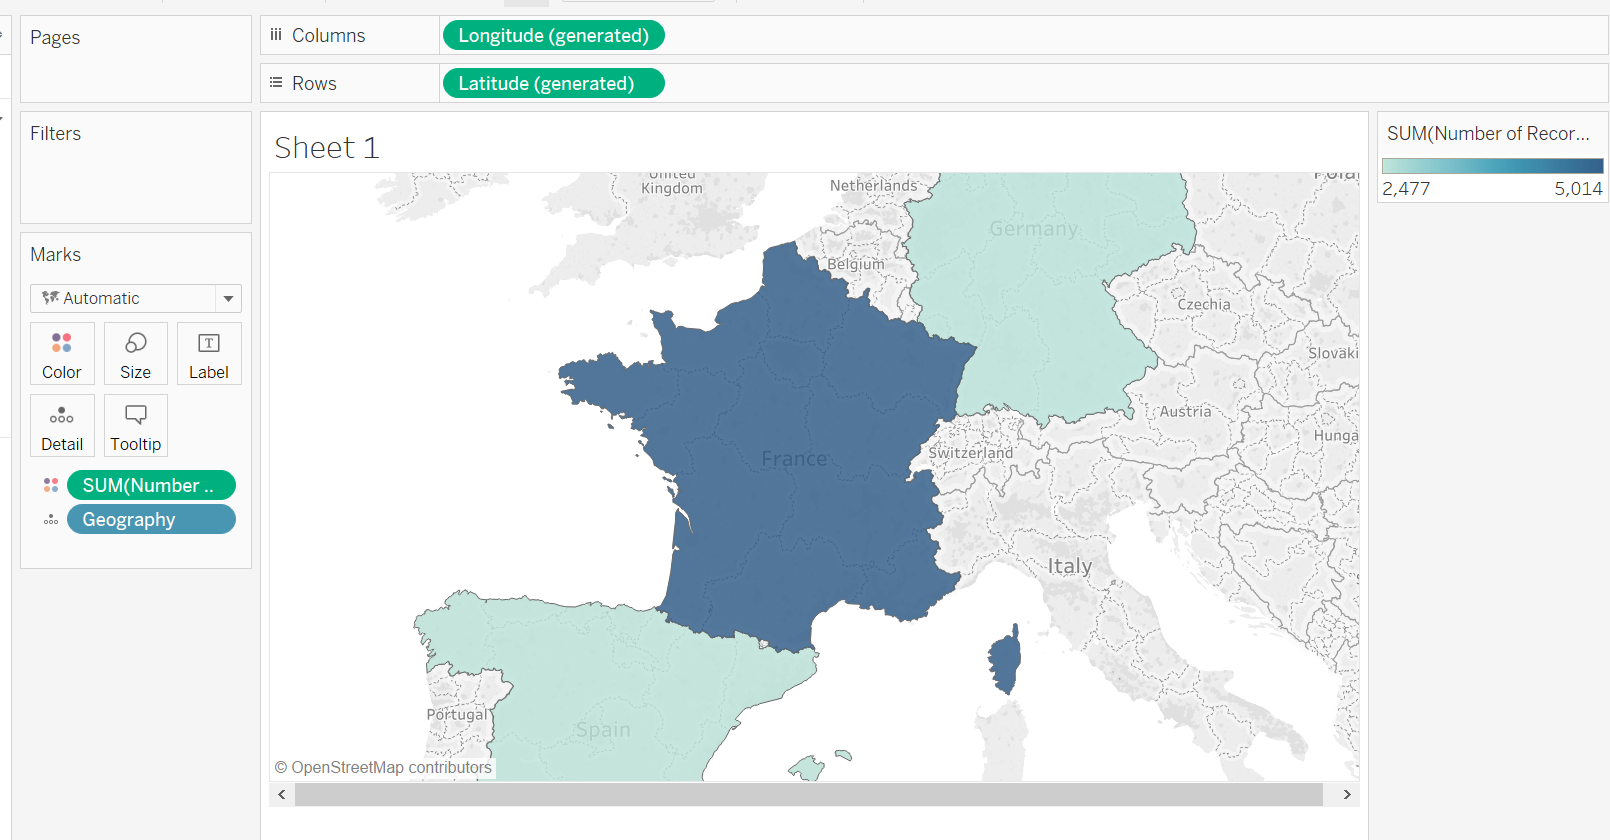 Pages
Columns
Longitude (generated)
Rows
Latitude (generated)
Filters
Marks
Automatic
Color
Size
Label
Detail
Tooltip
SUM(Number ..
Geography
Sheet 1
United
Kingdom
Netherlands
Germany
Belgium
Czechia
Slovaki
Austria
Hunga
Switzerland
France
Italy
Portugal
Spain
© OpenStreetMap contributors
SUM(Number of Recor...
2,477
5,014